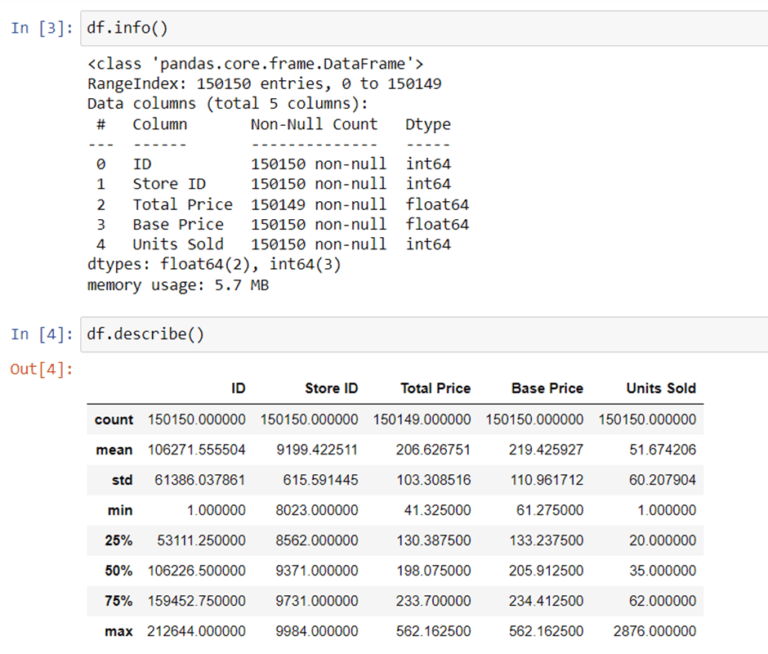 In [3]: df.info()
<class 'pandas.core.frame.DataFrame'>
RangeIndex: 150150 entries, 0 to 150149
Data columns (total 5 columns):
# Column Non-Null Count Dtype
--- ------ -------------- -----
0 ID 150150 non-null int64
1 Store ID 150150 non-null int64
2 Total Price 150149 non-null float64
3 Base Price 150150 non-null float64
4 Units Sold 150150 non-null int64
dtypes: float64(2), int64(3)
memory usage: 5.7 MB
In [4]: df.describe()
Out[4]:
ID Store ID Total Price Base Price Units Sold
count 150150.000000 150150.000000 150149.000000 150150.000000 150150.000000
mean 106271.555504 9199.422511 206.626751 219.425927 51.674206
std 61386.037861 615.591445 103.308516 110.961712 60.207904
min 1.000000 8023.000000 41.325000 61.275000 1.000000
25% 53111.250000 8562.000000 130.387500 133.237500 20.000000
50% 106226.500000 9371.000000 198.075000 205.912500 35.000000
75% 159452.750000 9731.000000 233.700000 234.412500 62.000000
max 212644.000000 9984.000000 562.162500 562.162500 2876.000000